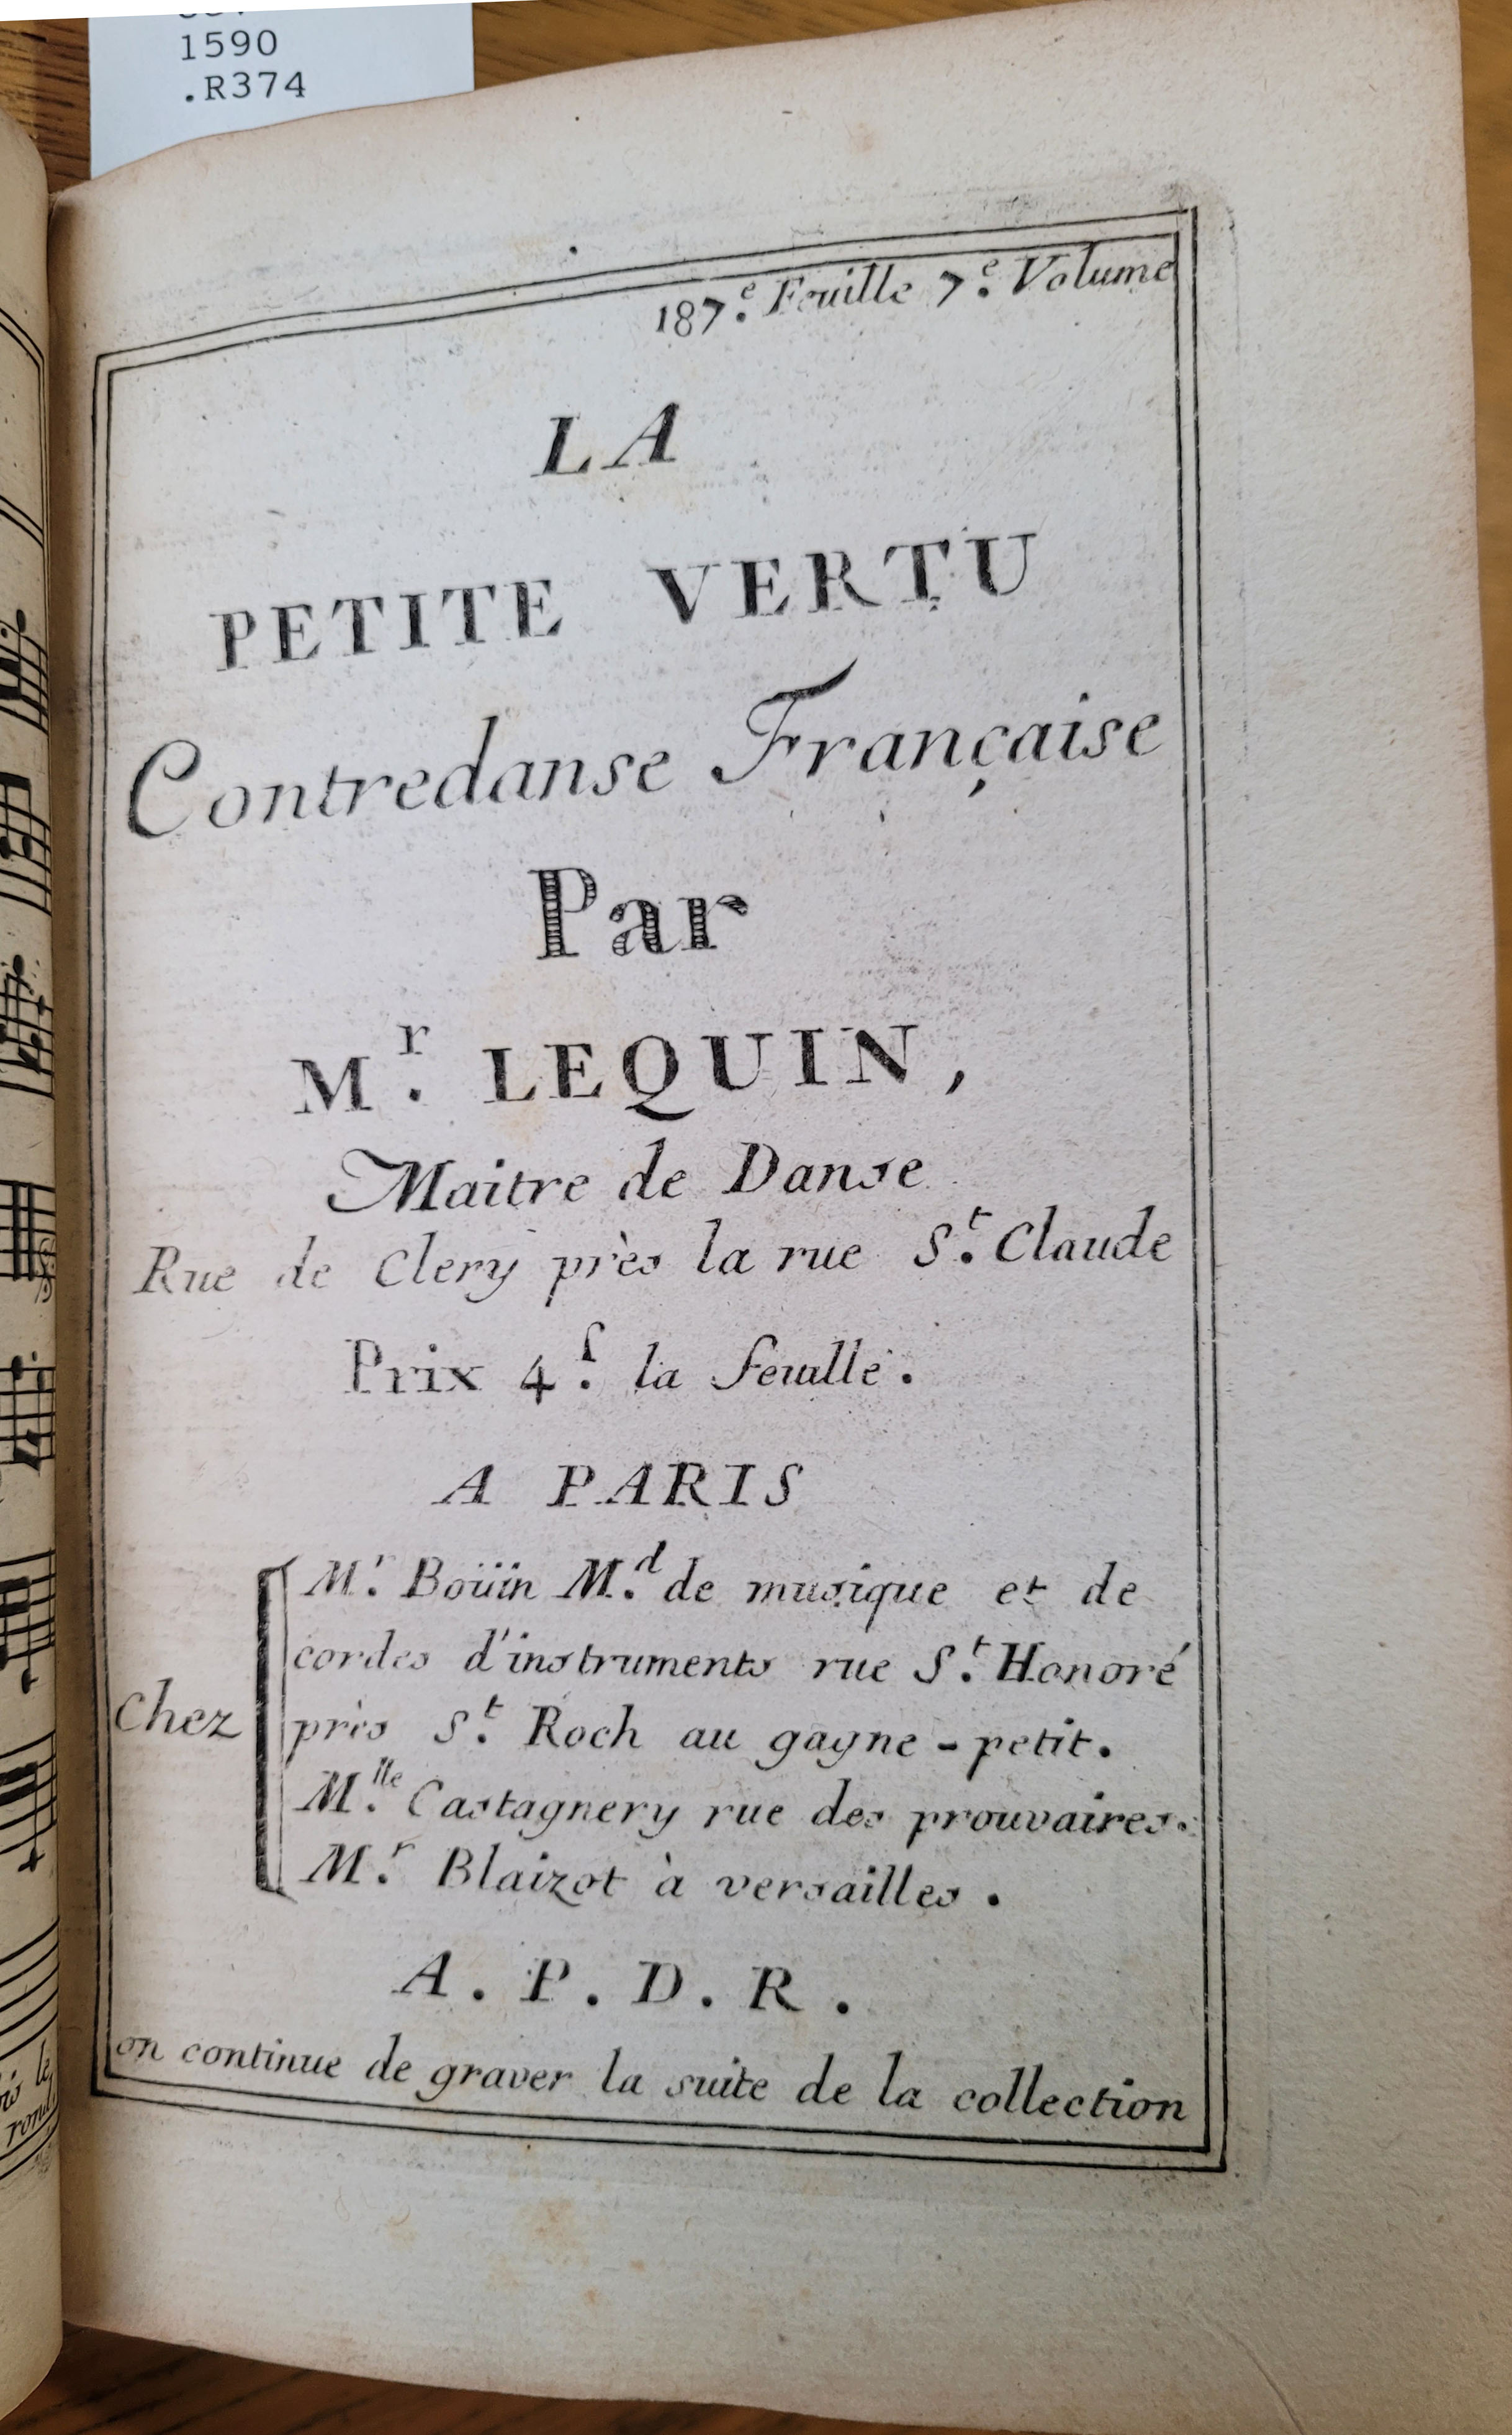 1590
.R374
187.e Feuille 7.e Volume
LA
PETITE VERTU
Contredanse Française
Par
M.r LEQUIN,
Maitre de Danse
Rue de Clery près la rue S.t Claude
Prix 4.ſ la feuille.
A PARIS
Chez
M.r Boüin M.d de musique et de
cordes d'instruments rue S.t Honoré
près S.t Roch au gagne-petit.
M.lle Castagnery rue des prouvaires.
M.r Blaizot à versailles.
A. P. D. R.
on continue de graver la suite de la collection